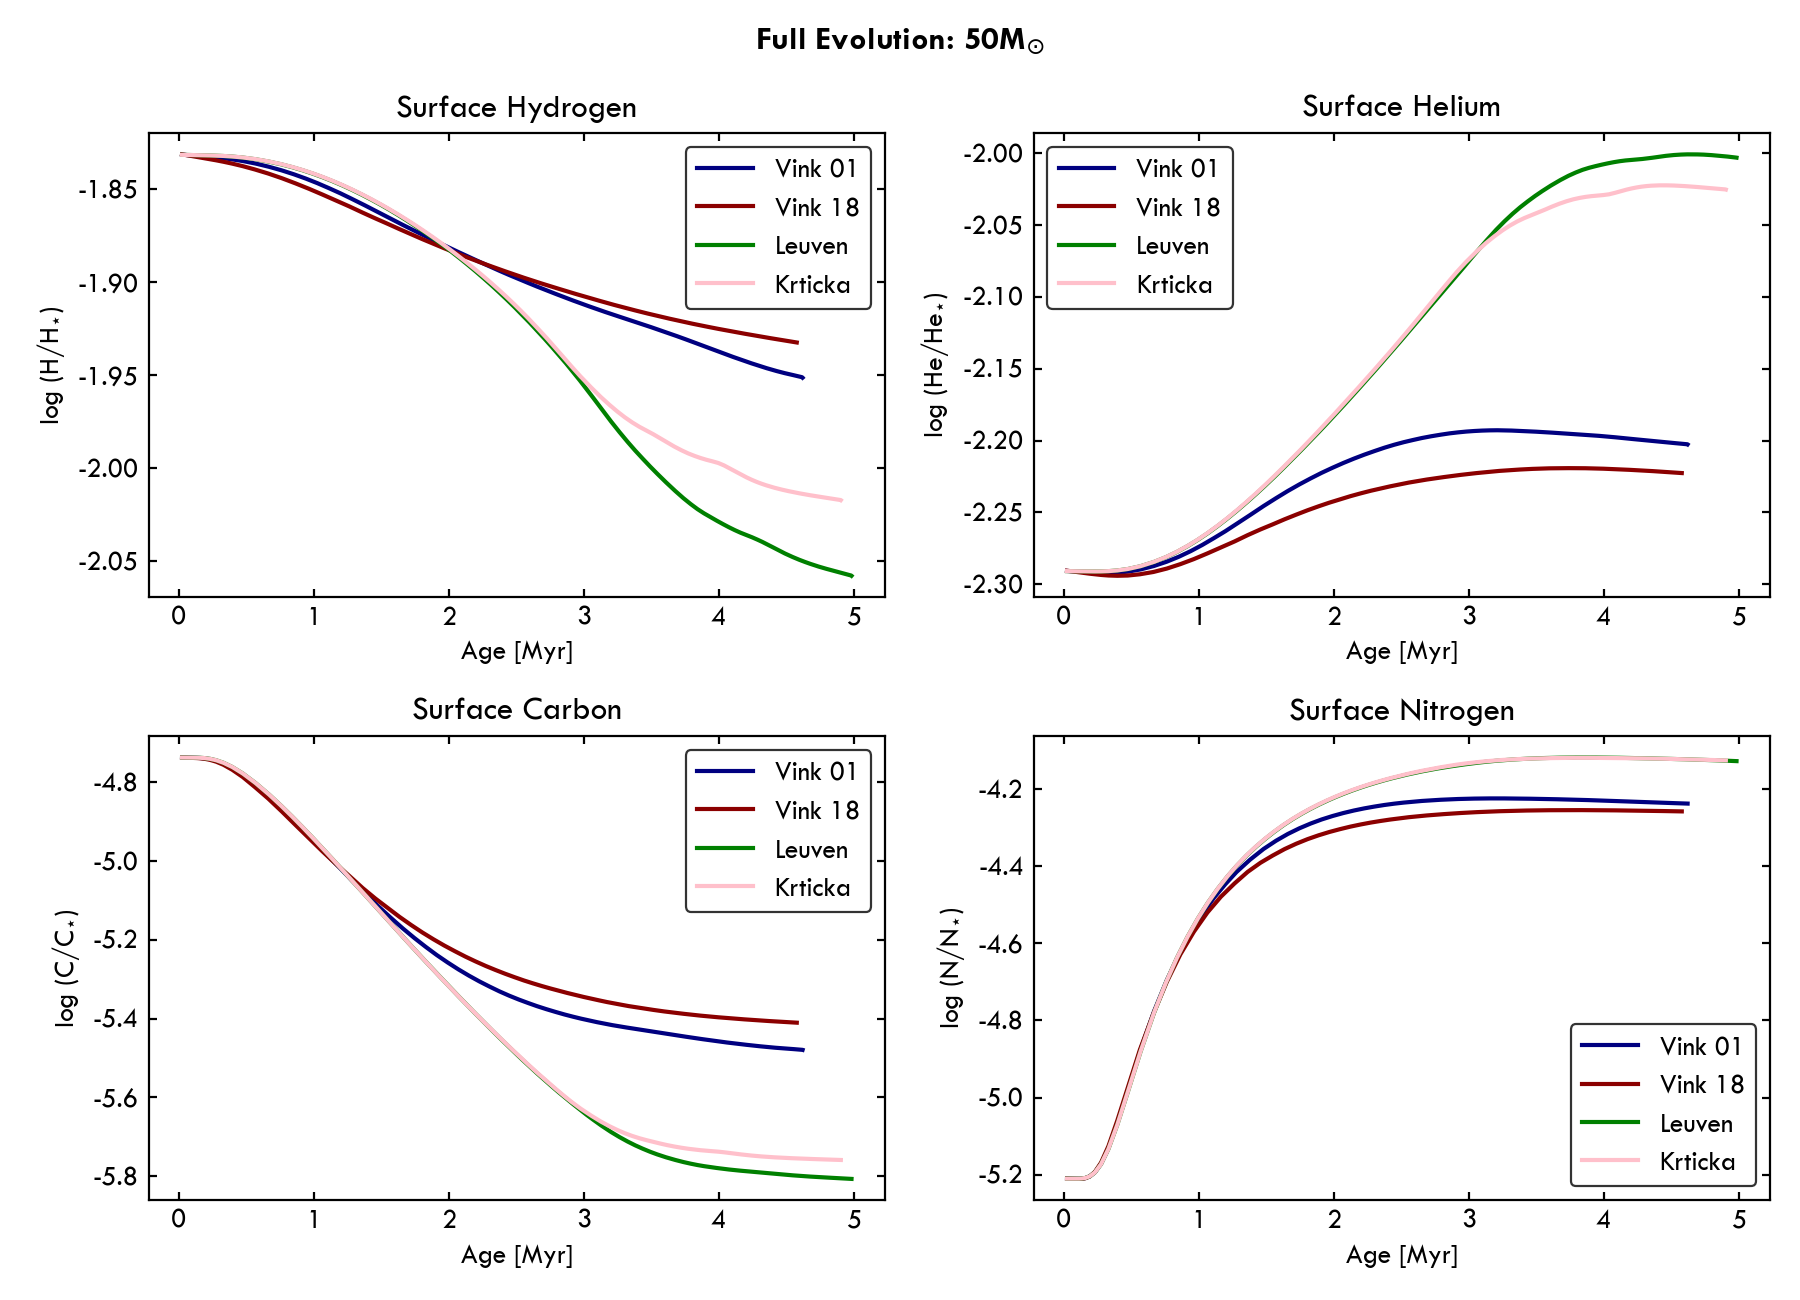 Full Evolution: 50M⊙
Surface Hydrogen
log (H/H⋆)
-1.85
-1.90
-1.95
-2.00
-2.05
0 1 2 3 4 5
Age [Myr]
Vink 01
Vink 18
Leuven
Krticka
Surface Helium
log (He/He⋆)
-2.00
-2.05
-2.10
-2.15
-2.20
-2.25
-2.30
0 1 2 3 4 5
Age [Myr]
Vink 01
Vink 18
Leuven
Krticka
Surface Carbon
log (C/C⋆)
-4.8
-5.0
-5.2
-5.4
-5.6
-5.8
0 1 2 3 4 5
Age [Myr]
Vink 01
Vink 18
Leuven
Krticka
Surface Nitrogen
log (N/N⋆)
-4.2
-4.4
-4.6
-4.8
-5.0
-5.2
0 1 2 3 4 5
Age [Myr]
Vink 01
Vink 18
Leuven
Krticka